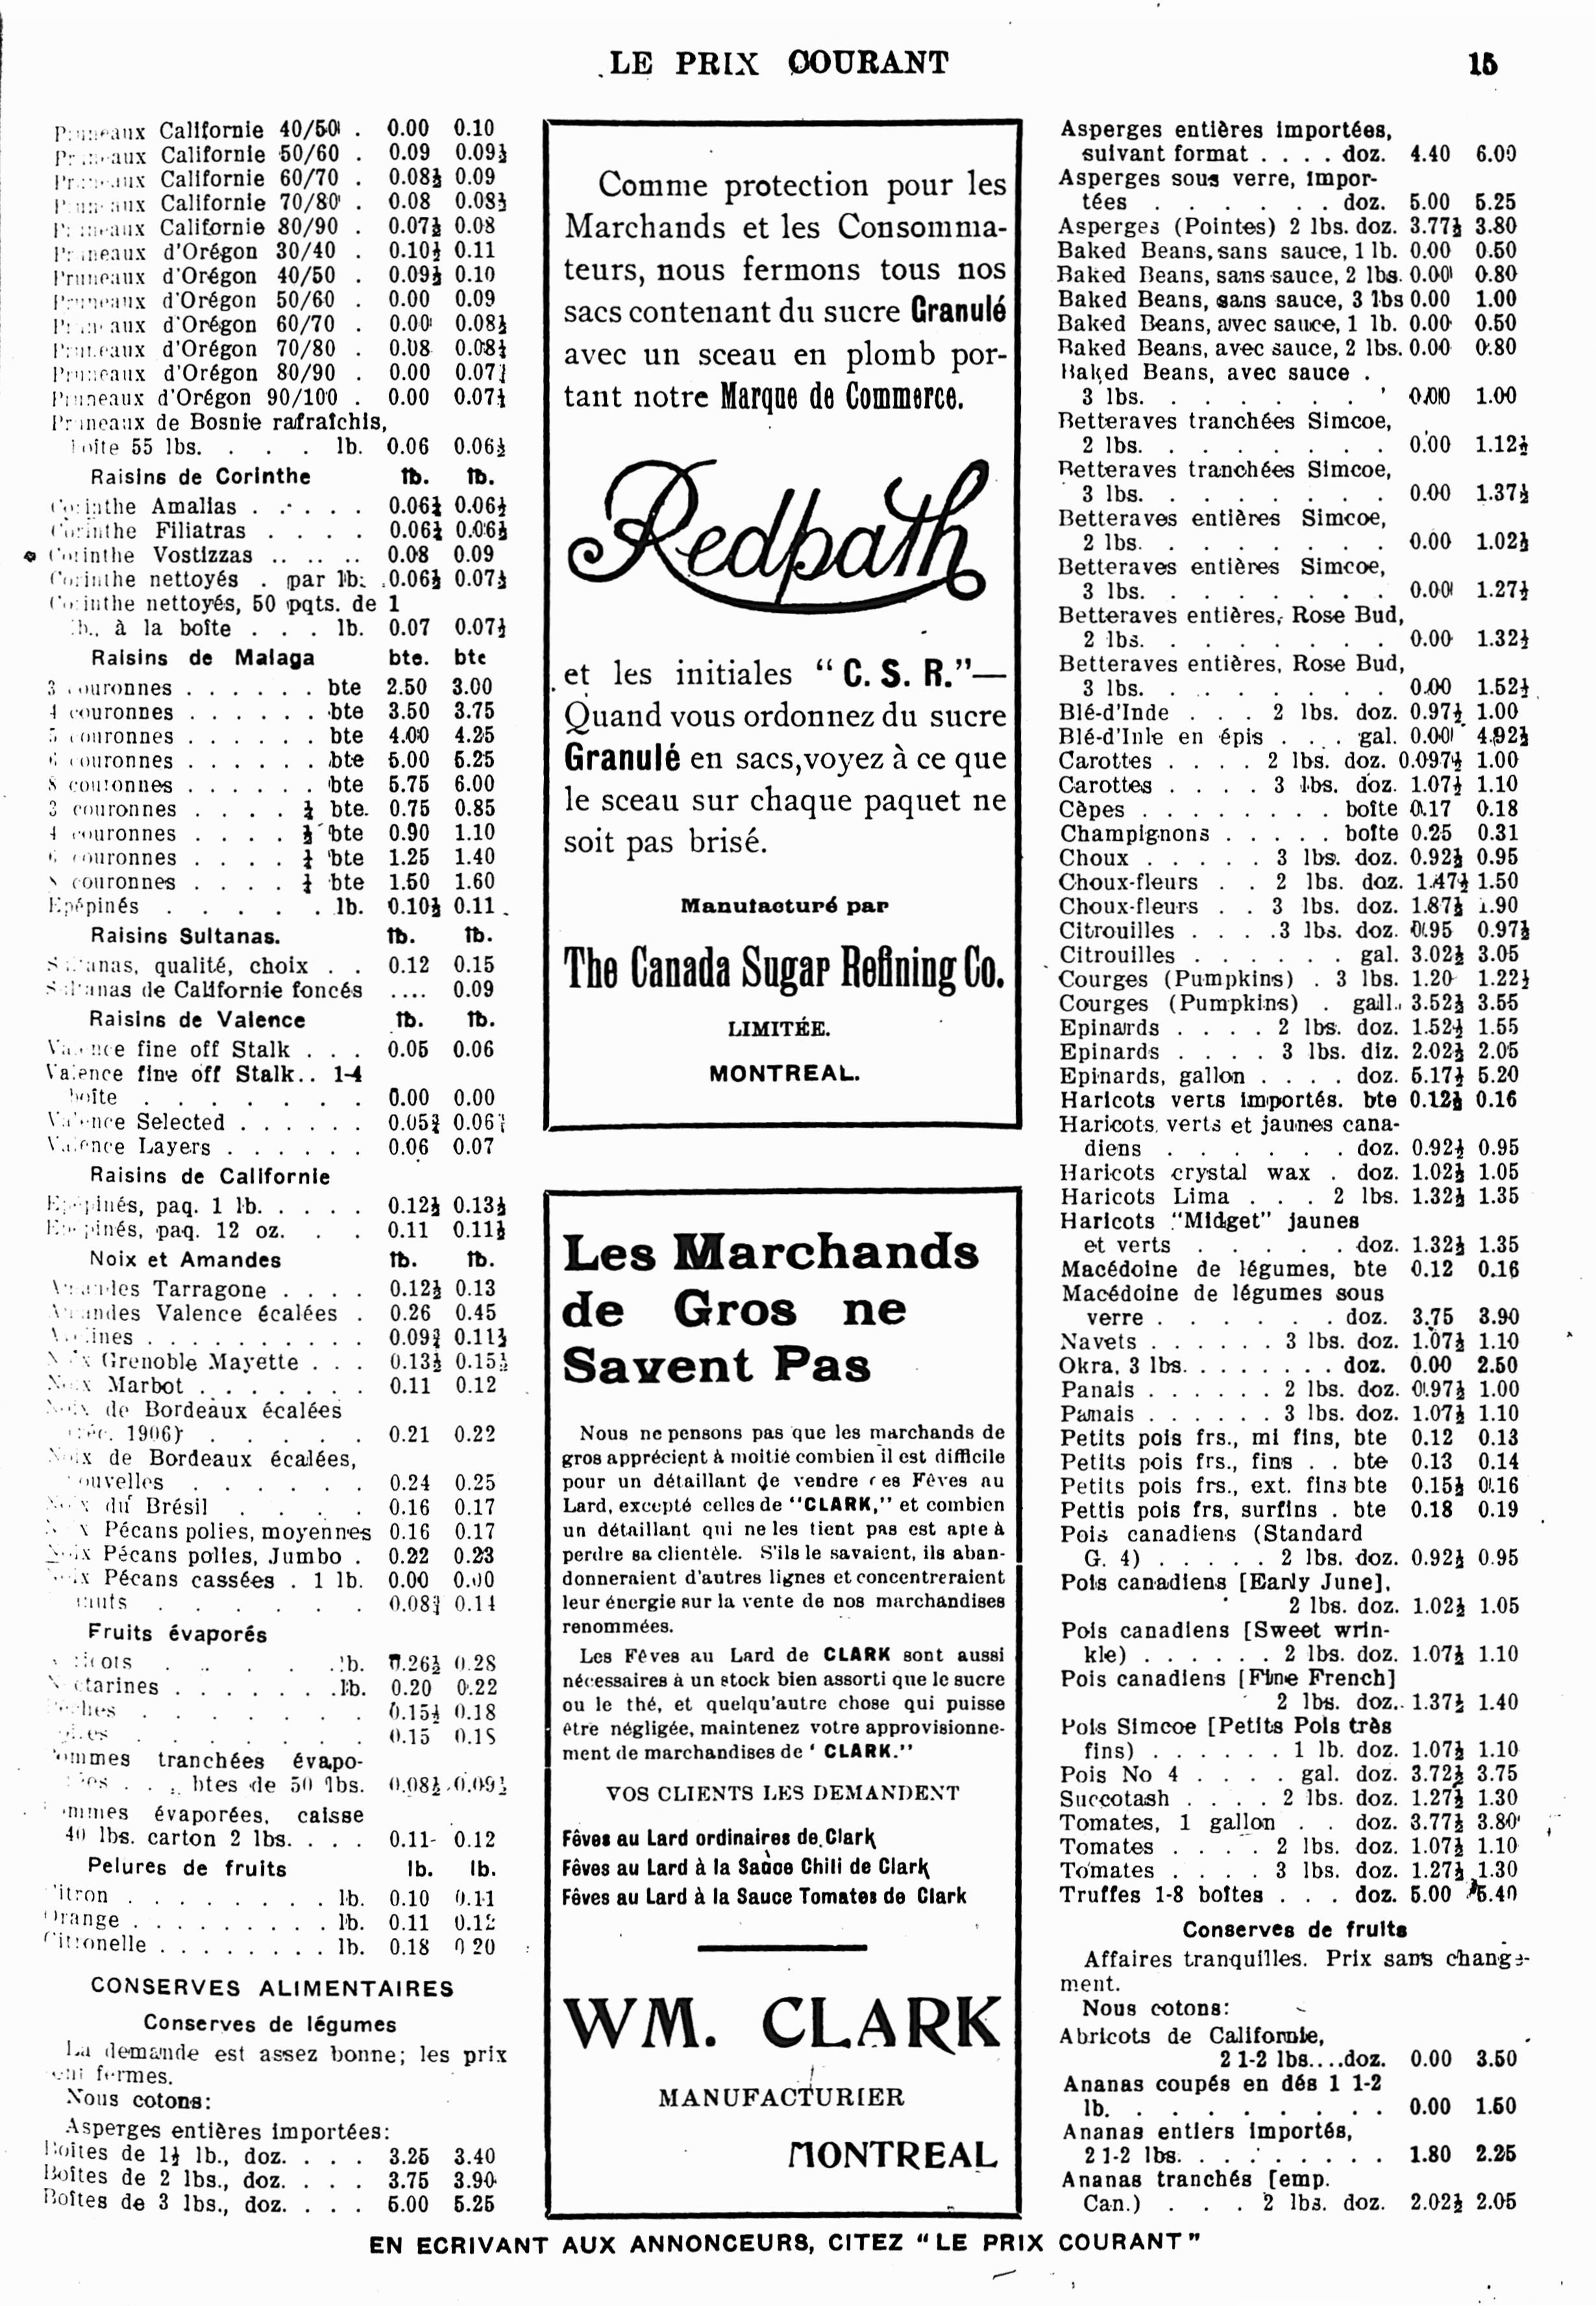 LE PRIX COURANT
15
Pruneaux Californie 40/50 . 0.00 0.10
Pruneaux Californie 50/60 . 0.09 0.09½
Pruneaux Californie 60/70 . 0.08½ 0.09
Pruneaux Californie 70/80 . 0.08 0.08½
Pruneaux Californie 80/90 . 0.07½ 0.08
Pruneaux d'Orégon 30/40 . 0.10½ 0.11
Pruneaux d'Orégon 40/50 . 0.09½ 0.10
Pruneaux d'Orégon 50/60 . 0.00 0.09
Pruneaux d'Orégon 60/70 . 0.00 0.08½
Pruneaux d'Orégon 70/80 . 0.08 0.08¼
Pruneaux d'Orégon 80/90 . 0.00 0.07¾
Pruneaux d'Orégon 90/100 . 0.00 0.07¼
Pruneaux de Bosnie rafraîchis,
boîte 55 lbs. . . . lb. 0.06 0.06½
Raisins de Corinthe lb. lb.
Corinthe Amalias . . . . . 0.06¼ 0.06½
Corinthe Filiatras . . . . 0.06¼ 0.06½
Corinthe Vostizzas .. .. .. 0.08 0.09
Corinthe nettoyés . par lb. 0.06½ 0.07½
Corinthe nettoyés, 50 pqts. de 1
lb., à la boîte . . . lb. 0.07 0.07½
Raisins de Malaga bte. bte
3 couronnes . . . . . . bte 2.50 3.00
4 couronnes . . . . . . bte 3.50 3.75
5 couronnes . . . . . . bte 4.00 4.25
6 couronnes . . . . . . bte 5.00 5.25
8 couronnes . . . . . . bte 5.75 6.00
3 couronnes . . . . ¼ bte. 0.75 0.85
4 couronnes . . . . ¼ bte 0.90 1.10
6 couronnes . . . . ¼ bte 1.25 1.40
8 couronnes . . . . ¼ bte 1.50 1.60
Epépinés . . . . . lb. 0.10½ 0.11
Raisins Sultanas. lb. lb.
Sultanas, qualité, choix . . 0.12 0.15
Sultanas de Californie foncés .... 0.09
Raisins de Valence lb. lb.
Valence fine off Stalk . . . 0.05 0.06
Valence fine off Stalk.. 1-4
boîte . . . . . . . 0.00 0.00
Valence Selected . . . . . . 0.05¾ 0.06¾
Valence Layers . . . . . . 0.06 0.07
Raisins de Californie
Epépinés, paq. 1 lb. . . . . 0.12½ 0.13½
Epépinés, paq. 12 oz. . . 0.11 0.11½
Noix et Amandes lb. lb.
Amandes Tarragone . . . . 0.12½ 0.13
Amandes Valence écalées . 0.26 0.45
Avelines . . . . . . . . . . 0.09¾ 0.11½
Noix Grenoble Mayette . . . 0.13½ 0.15½
Noix Marbot . . . . . . . 0.11 0.12
Noix de Bordeaux écalées
(réc. 1906) . . . . . 0.21 0.22
Noix de Bordeaux écalées,
nouvelles . . . . . . 0.24 0.25
Noix du Brésil . . . . 0.16 0.17
Noix Pécans polies, moyennes 0.16 0.17
Noix Pécans polies, Jumbo . 0.22 0.23
Noix Pécans cassées . 1 lb. 0.00 0.00
. . . . . . 0.08¾ 0.14
Fruits évaporés
Abricots . . . . . . lb. 0.26½ 0.28
Nectarines . . . . . . . lb. 0.20 0.22
Pêches . . . . . . . 0.15½ 0.18
. . . . . . . 0.15 0.18
Pommes tranchées évapo-
rées . . . btes de 50 lbs. 0.08½ 0.09½
Pommes évaporées, caisse
40 lbs. carton 2 lbs. . . . 0.11 0.12
Pelures de fruits lb. lb.
Citron . . . . . . . . . lb. 0.10 0.11
Orange . . . . . . . . . lb. 0.11 0.12
Citronelle . . . . . . . . lb. 0.18 0 20
CONSERVES ALIMENTAIRES
Conserves de légumes
La demande est assez bonne; les prix
sont fermes.
Nous cotons:
Asperges entières importées:
Boîtes de 1½ lb., doz. . . . 3.25 3.40
Boîtes de 2 lbs., doz. . . . 3.75 3.90
Boîtes de 3 lbs., doz. . . . 5.00 5.25
Comme protection pour les
Marchands et les Consomma-
teurs, nous fermons tous nos
sacs contenant du sucre Granulé
avec un sceau en plomb por-
tant notre Marque de Commerce.
Redpath
et les initiales "C. S. R."—
Quand vous ordonnez du sucre
Granulé en sacs, voyez à ce que
le sceau sur chaque paquet ne
soit pas brisé.
Manufacturé par
The Canada Sugar Refining Co.
LIMITÉE.
MONTREAL.
Les Marchands
de Gros ne
Savent Pas
Nous ne pensons pas que les marchands de
gros apprécient à moitié combien il est difficile
pour un détaillant de vendre ces Fèves au
Lard, excepté celles de "CLARK," et combien
un détaillant qui ne les tient pas est apte à
perdre sa clientèle. S'ils le savaient, ils aban-
donneraient d'autres lignes et concentreraient
leur énergie sur la vente de nos marchandises
renommées.
Les Fèves au Lard de CLARK sont aussi
nécessaires à un stock bien assorti que le sucre
ou le thé, et quelqu'autre chose qui puisse
être négligée, maintenez votre approvisionne-
ment de marchandises de ' CLARK."
VOS CLIENTS LES DEMANDENT
Fêves au Lard ordinaires de Clark
Fêves au Lard à la Sauce Chili de Clark
Fêves au Lard à la Sauce Tomates de Clark
WM. CLARK
MANUFACTURIER
MONTREAL
Asperges entières importées,
suivant format . . . . doz. 4.40 6.00
Asperges sous verre, impor-
tées . . . . . . doz. 5.00 5.25
Asperges (Pointes) 2 lbs. doz. 3.77½ 3.80
Baked Beans, sans sauce, 1 lb. 0.00 0.50
Baked Beans, sans sauce, 2 lbs. 0.00 0.80
Baked Beans, sans sauce, 3 lbs 0.00 1.00
Baked Beans, avec sauce, 1 lb. 0.00 0.50
Baked Beans, avec sauce, 2 lbs. 0.00 0.80
Baked Beans, avec sauce .
3 lbs. . . . . . . 0.00 1.00
Betteraves tranchées Simcoe,
2 lbs. . . . . . . . 0.00 1.12½
Betteraves tranchées Simcoe,
3 lbs. . . . . . . . 0.00 1.37½
Betteraves entières Simcoe,
2 lbs. . . . . . . . 0.00 1.02½
Betteraves entières Simcoe,
3 lbs. . . . . . . . 0.00 1.27½
Betteraves entières, Rose Bud,
2 lbs. . . . . . . . 0.00 1.32½
Betteraves entières, Rose Bud,
3 lbs. . . . . . . . 0.00 1.52½
Blé-d'Inde . . . 2 lbs. doz. 0.97½ 1.00
Blé-d'Inle en épis . . . gal. 0.00 4.92½
Carottes . . . . 2 lbs. doz. 0.097½ 1.00
Carottes . . . . 3 lbs. doz. 1.07½ 1.10
Cèpes . . . . . . . . boîte 0.17 0.18
Champignons . . . . . boîte 0.25 0.31
Choux . . . . . 3 lbs. doz. 0.92½ 0.95
Choux-fleurs . . 2 lbs. doz. 1.47½ 1.50
Choux-fleurs . . 3 lbs. doz. 1.87½ 1.90
Citrouilles . . . . 3 lbs. doz. 0.95 0.97½
Citrouilles . . . . . . gal. 3.02½ 3.05
Courges (Pumpkins) . 3 lbs. 1.20 1.22½
Courges (Pumpkins) . gall. 3.52½ 3.55
Epinards . . . . 2 lbs. doz. 1.52½ 1.55
Epinards . . . . 3 lbs. diz. 2.02½ 2.05
Epinards, gallon . . . . doz. 5.17½ 5.20
Haricots verts importés. bte 0.12½ 0.16
Haricots verts et jaunes cana-
diens . . . . . . doz. 0.92½ 0.95
Haricots crystal wax . doz. 1.02½ 1.05
Haricots Lima . . . 2 lbs. 1.32½ 1.35
Haricots "Midget" jaunes
et verts . . . . . doz. 1.32½ 1.35
Macédoine de légumes, bte 0.12 0.16
Macédoine de légumes sous
verre . . . . . . doz. 3.75 3.90
Navets . . . . . . 3 lbs. doz. 1.07½ 1.10
Okra, 3 lbs. . . . . . . . doz. 0.00 2.50
Panais . . . . . . 2 lbs. doz. 0.97½ 1.00
Panais . . . . . . 3 lbs. doz. 1.07½ 1.10
Petits pois frs., mi fins, bte 0.12 0.13
Petits pois frs., fins . . bte 0.13 0.14
Petits pois frs., ext. fins bte 0.15½ 0.16
Pettis pois frs, surfins . bte 0.18 0.19
Pois canadiens (Standard
G. 4) . . . . . 2 lbs. doz. 0.92½ 0.95
Pois canadiens [Early June],
2 lbs. doz. 1.02½ 1.05
Pois canadiens [Sweet wrin-
kle) . . . . . . 2 lbs. doz. 1.07½ 1.10
Pois canadiens [Fine French]
2 lbs. doz. 1.37½ 1.40
Pois Simcoe [Petits Pois très
fins) . . . . . . 1 lb. doz. 1.07½ 1.10
Pois No 4 . . . . gal. doz. 3.72½ 3.75
Succotash . . . . 2 lbs. doz. 1.27½ 1.30
Tomates, 1 gallon . . doz. 3.77½ 3.80
Tomates . . . . 2 lbs. doz. 1.07½ 1.10
Tomates . . . . 3 lbs. doz. 1.27½ 1.30
Truffes 1-8 boîtes . . . doz. 5.00 5.40
Conserves de fruits
Affaires tranquilles. Prix sans change-
ment.
Nous cotons:
Abricots de Californie,
2 1-2 lbs....doz. 0.00 3.50
Ananas coupés en dés 1 1-2
lb. . . . . . . . . . 0.00 1.50
Ananas entiers importés,
2 1-2 lbs. . . . . . . . . 1.80 2.25
Ananas tranchés [emp.
Can.) . . . 2 lbs. doz. 2.02½ 2.05
EN ECRIVANT AUX ANNONCEURS, CITEZ "LE PRIX COURANT"